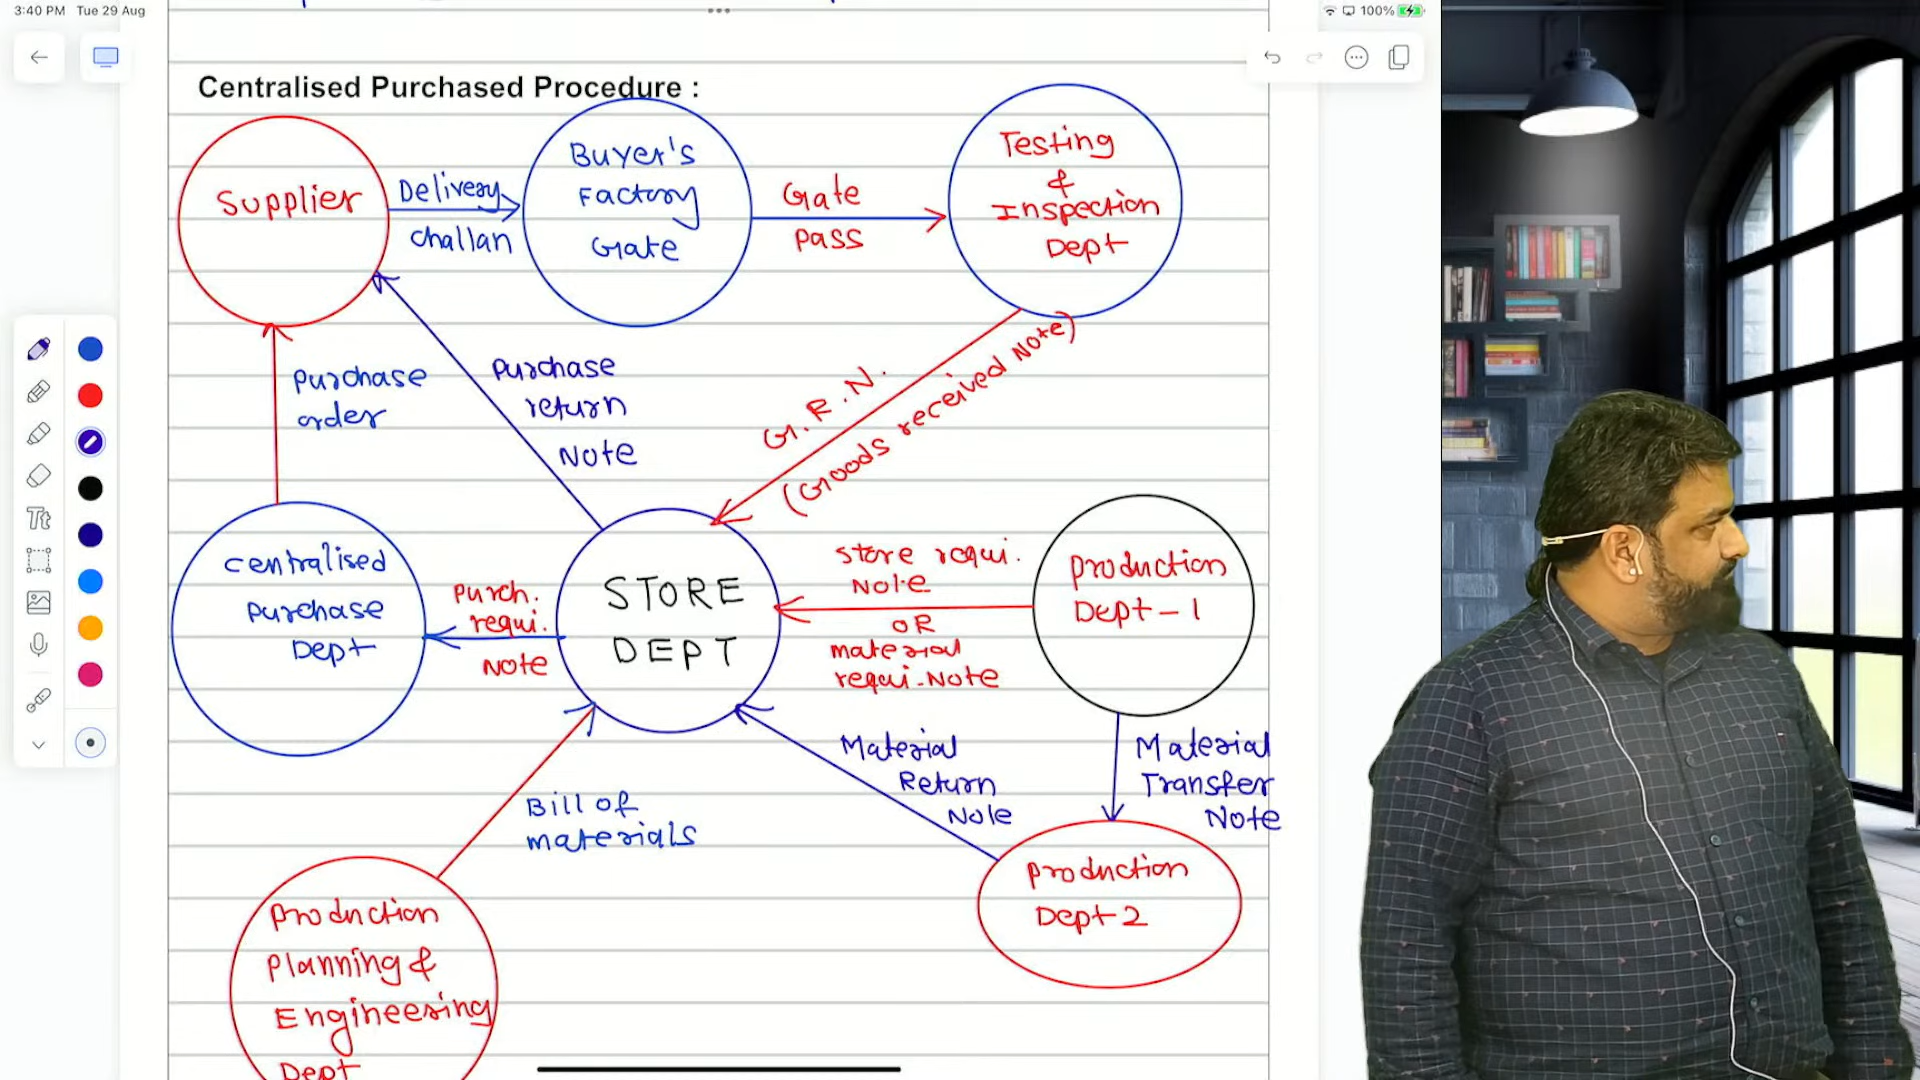 3:40 PM Tue 29 Aug
100%
Centralised Purchased Procedure :
Supplier
Delivery
challan
Buyer's
Factory
Gate
Gate
pass
Testing
&
Inspection
Dept
purchase
order
purchase
return
Note
G.R.N.
(Goods received Note)
centralised
purchase
Dept
purch.
requi.
Note
STORE
DEPT
store requi.
Note
OR
material
requi. Note
production
Dept-1
Material
Return
Note
Material
Transfer
Note
Bill of
materials
production
Dept 2
production
planning &
Engineering
Dept
Tt